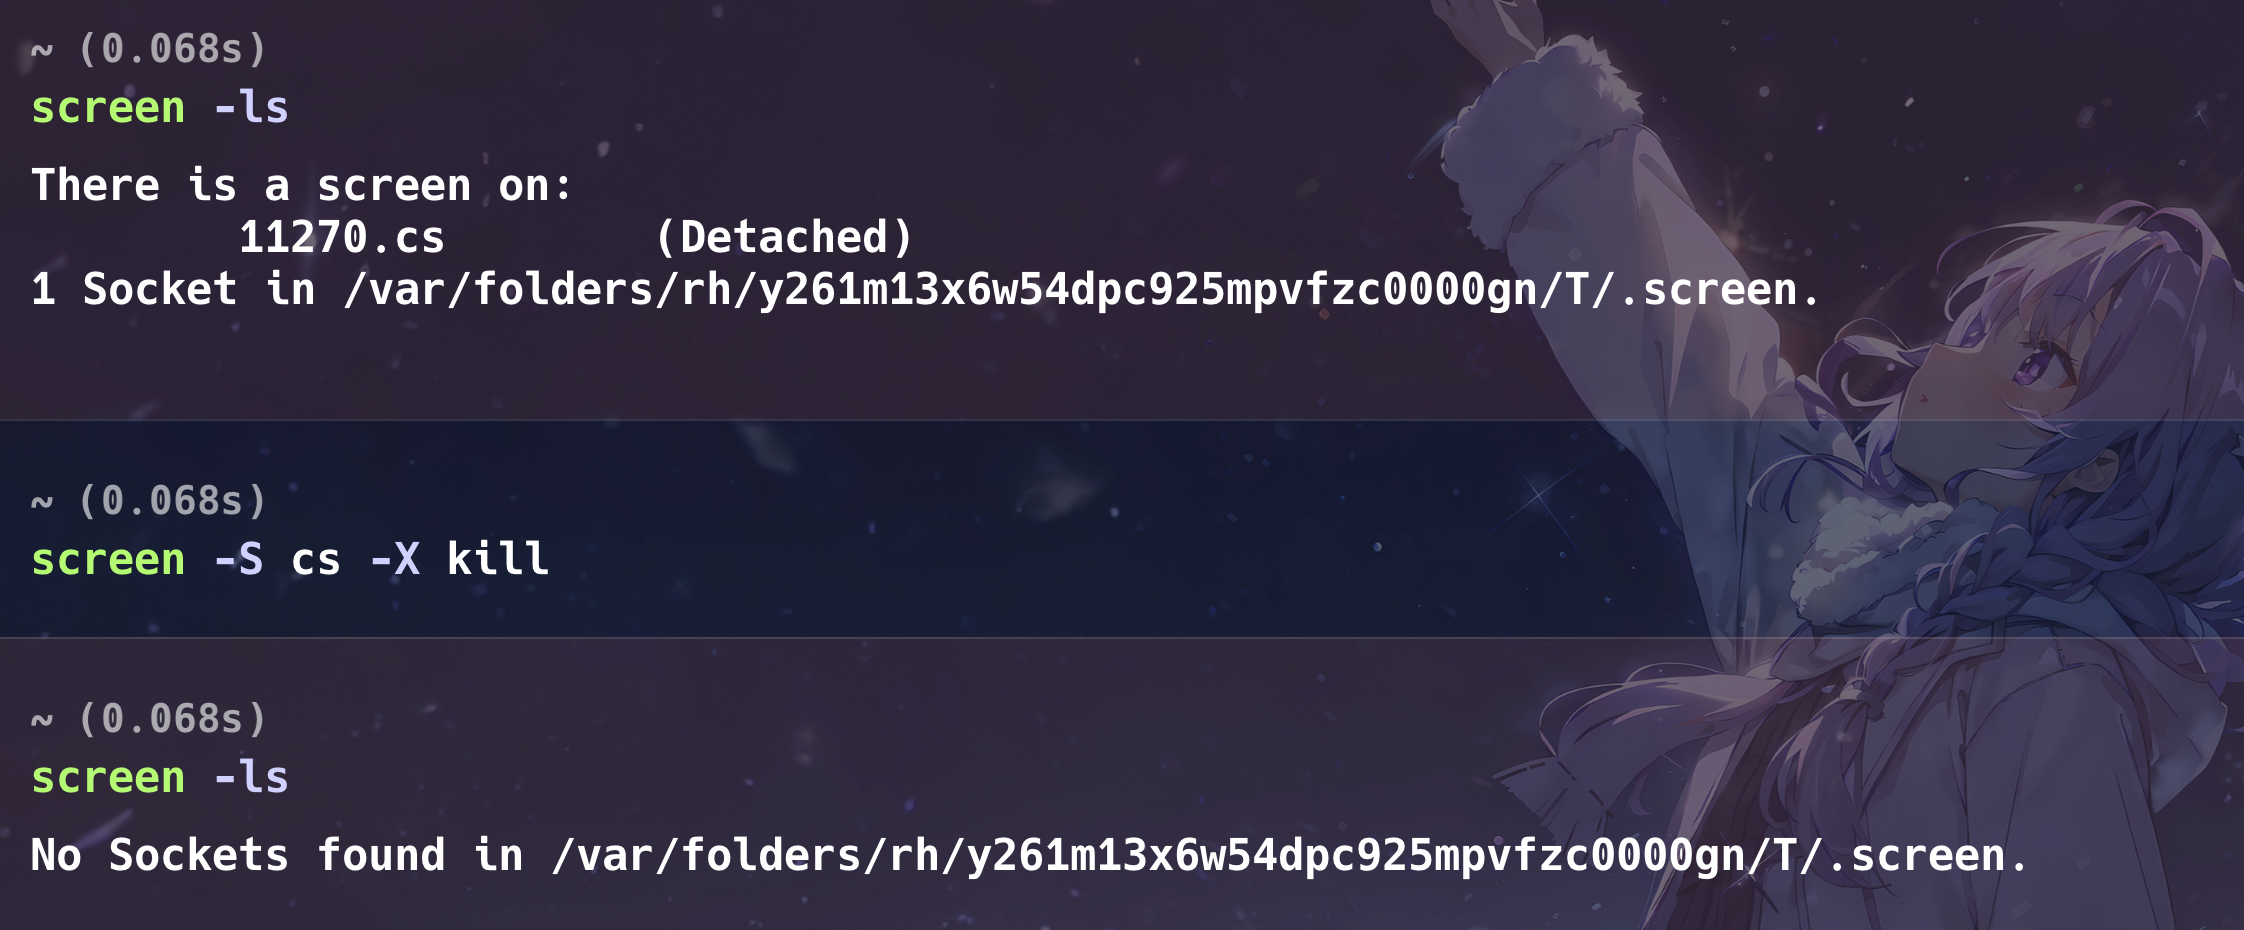 ~ (0.068s)
screen -ls
There is a screen on:
        11270.cs        (Detached)
1 Socket in /var/folders/rh/y261m13x6w54dpc925mpvfzc0000gn/T/.screen.
~ (0.068s)
screen -S cs -X kill
~ (0.068s)
screen -ls
No Sockets found in /var/folders/rh/y261m13x6w54dpc925mpvfzc0000gn/T/.screen.